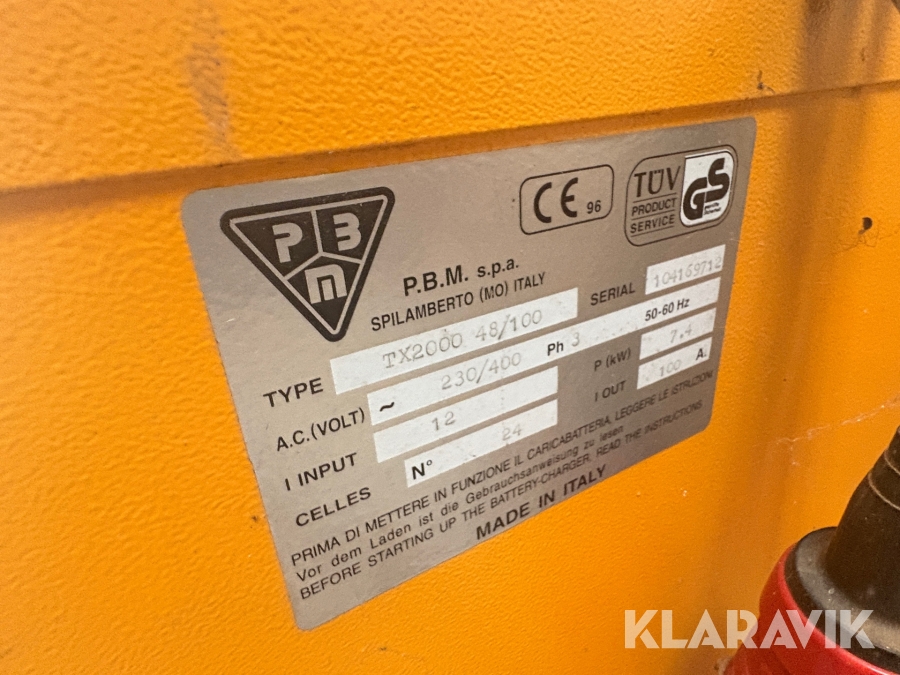 P B M
P.B.M. s.p.a.
SPILAMBERTO (MO) ITALY
CE 96
TÜV
PRODUCT
SERVICE
GS
TYPE TX2000 48/100 SERIAL 104169712
A.C.(VOLT) ~ 230/400 Ph 3 50-60 Hz
I INPUT 12 P (kW) 7.4
CELLES N° 24 I OUT 100 A.
PRIMA DI METTERE IN FUNZIONE IL CARICABATTERIA, LEGGERE LE ISTRUZIONI
Vor dem Laden ist die Gebrauchsanweisung zu lesen
BEFORE STARTING UP THE BATTERY-CHARGER, READ THE INSTRUCTIONS
MADE IN ITALY
KLARAVIK